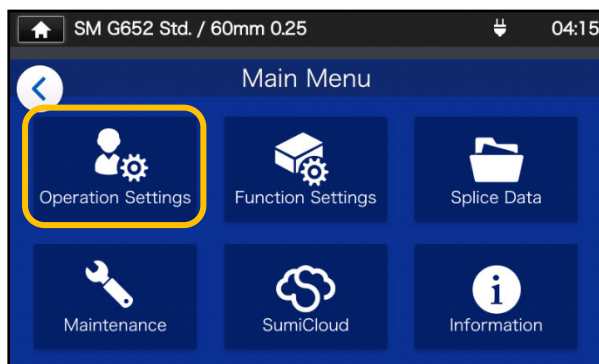 SM G652 Std. / 60mm 0.25 04:15
Main Menu
Operation Settings Function Settings Splice Data
Maintenance SumiCloud Information